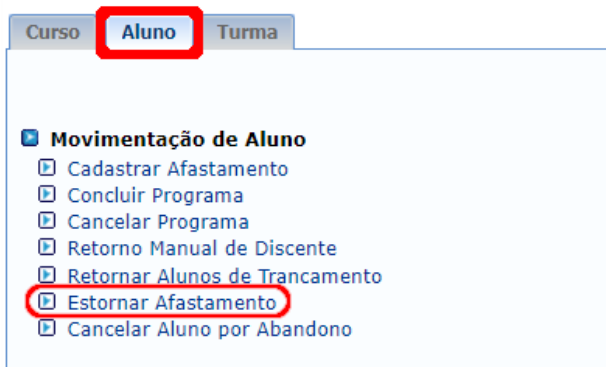 Curso Aluno Turma
Movimentação de Aluno
Cadastrar Afastamento
Concluir Programa
Cancelar Programa
Retorno Manual de Discente
Retornar Alunos de Trancamento
Estornar Afastamento
Cancelar Aluno por Abandono